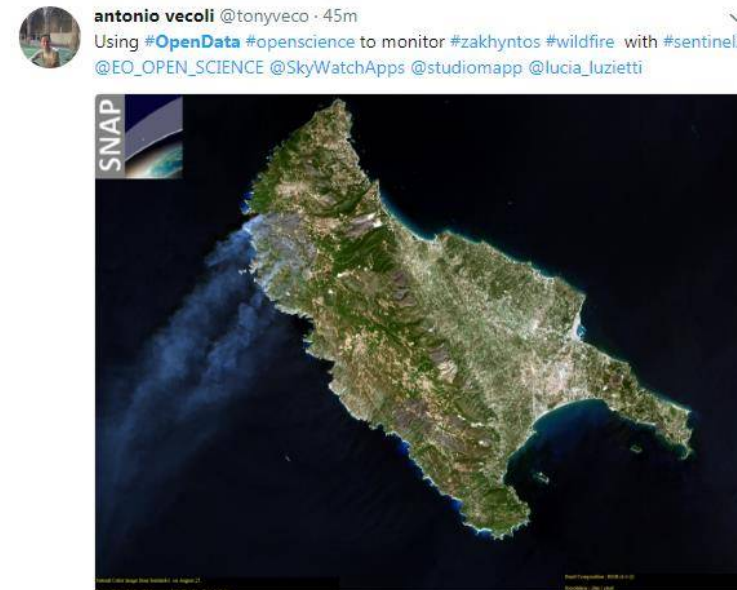 antonio vecoli @tonyveco · 45m
Using #OpenData #openscience to monitor #zakhyntos #wildfire with #sentinel
@EO_OPEN_SCIENCE @SkyWatchApps @studiomapp @lucia_luzietti
SNAP